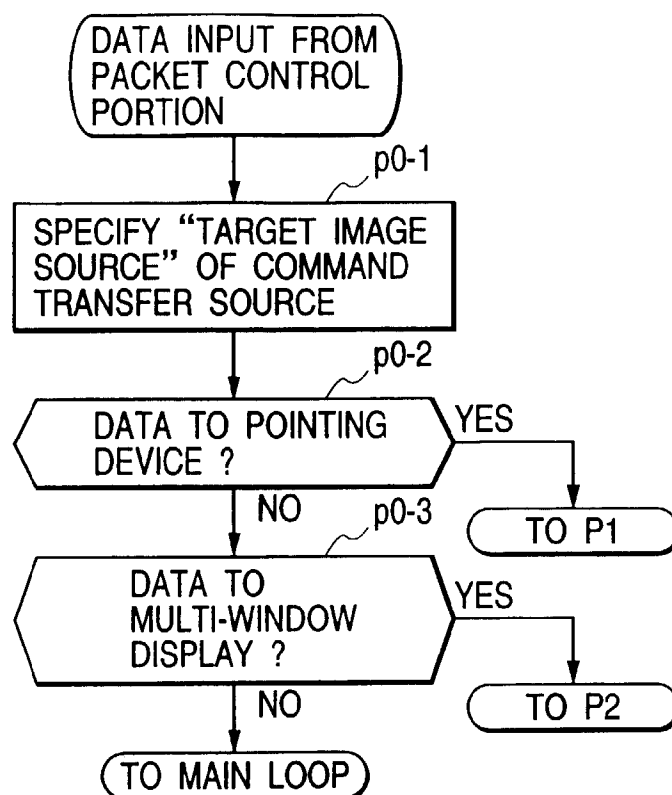 DATA INPUT FROM
PACKET CONTROL
PORTION
p0-1
SPECIFY “TARGET IMAGE
SOURCE” OF COMMAND
TRANSFER SOURCE
p0-2
DATA TO POINTING
DEVICE ?
YES
NO
TO P1
p0-3
DATA TO
MULTI-WINDOW
DISPLAY ?
YES
NO
TO P2
TO MAIN LOOP